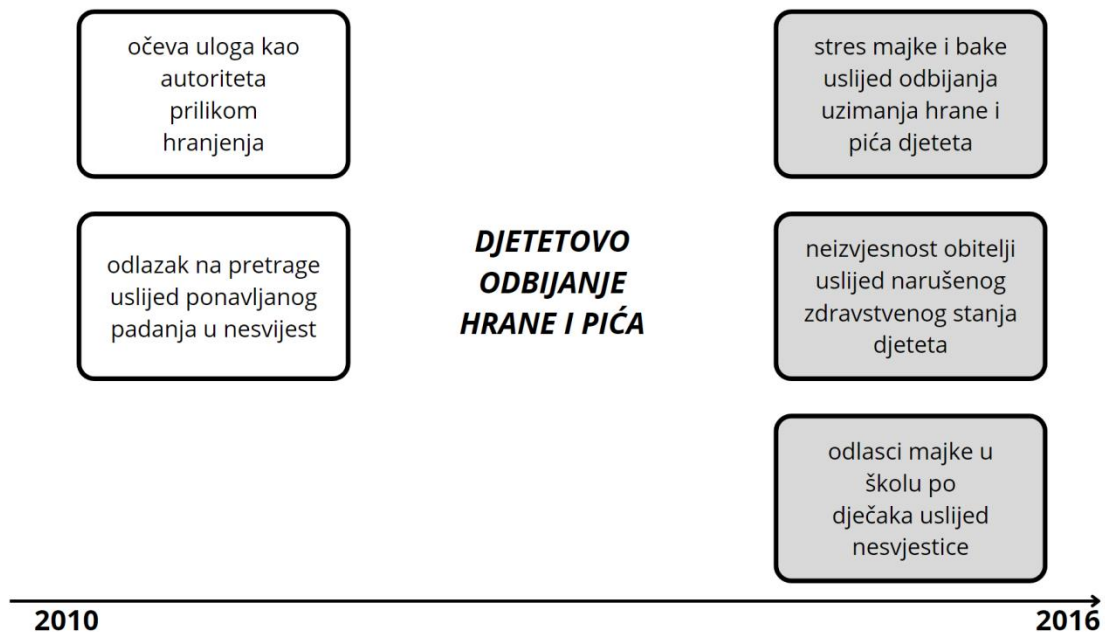 očeva uloga kao
autoriteta
prilikom
hranjenja
odlazak na pretrage
uslijed ponavljanog
padanja u nesvijest
DJETETOVO
ODBIJANJE
HRANE I PIĆA
stres majke i bake
uslijed odbijanja
uzimanja hrane i
pića djeteta
neizvjesnost obitelji
uslijed narušenog
zdravstvenog stanja
djeteta
odlasci majke u
školu po
dječaka uslijed
nesvjestice
2010
2016